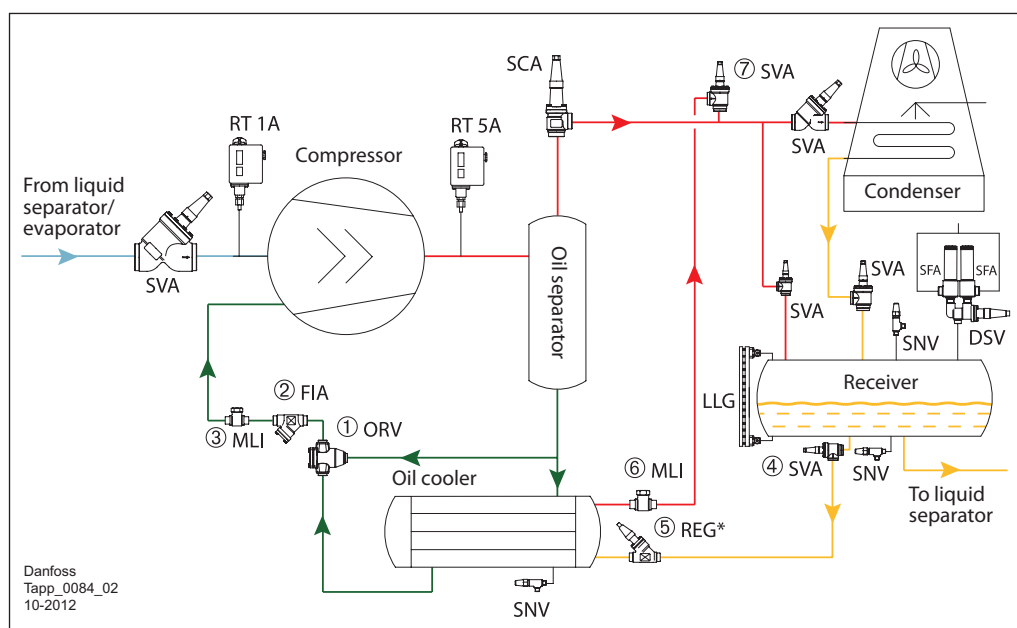 SCA
⑦ SVA
RT 1A
RT 5A
Compressor
SVA
Condenser
From liquid
separator/
evaporator
SVA
Oil separator
SVA
SFA
SFA
SVA
SNV
DSV
Receiver
LLG
② FIA
③ MLI
① ORV
Oil cooler
⑥ MLI
④ SVA
SNV
⑤ REG*
To liquid
separator
SNV
Danfoss
Tapp_0084_02
10-2012